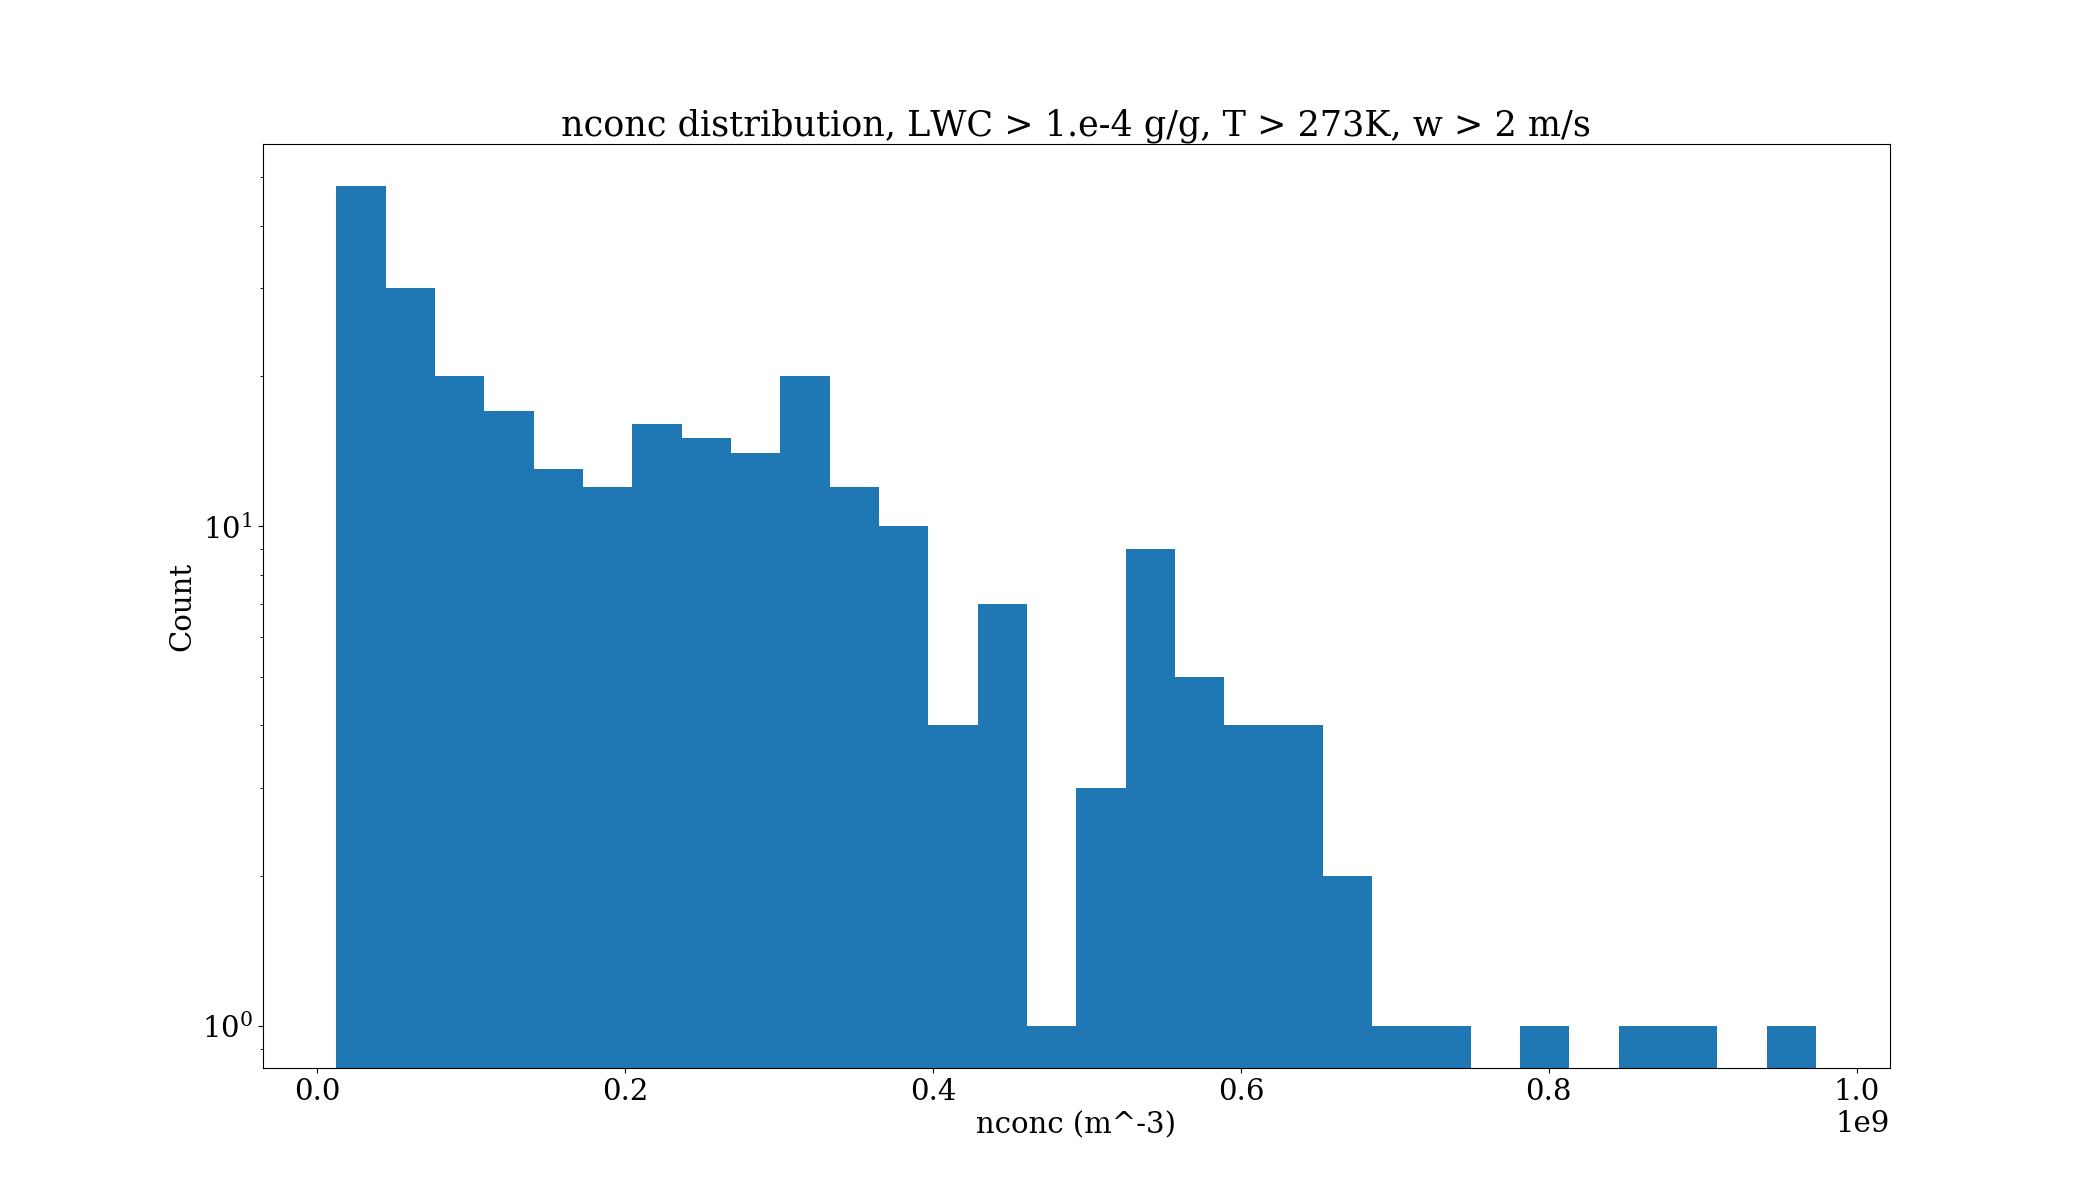 nconc distribution, LWC > 1.e-4 g/g, T > 273K, w > 2 m/s
10¹
Count
10⁰
0.0 0.2 0.4 0.6 0.8 1.0
nconc (m^-3) 1e9